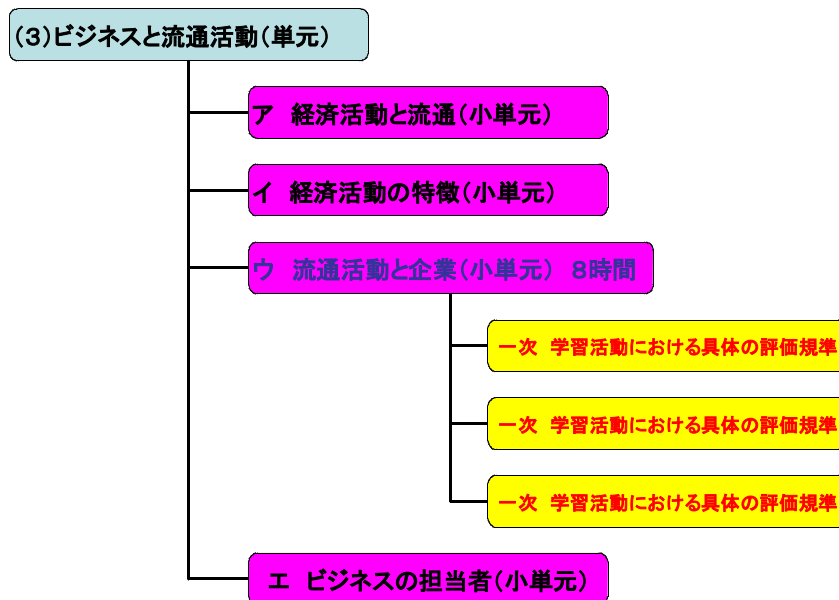 (3)ビジネスと流通活動(単元)
ア 経済活動と流通(小単元)
イ 経済活動の特徴(小単元)
ウ 流通活動と企業(小単元) 8時間
一次 学習活動における具体の評価規準
一次 学習活動における具体の評価規準
一次 学習活動における具体の評価規準
エ ビジネスの担当者(小単元)